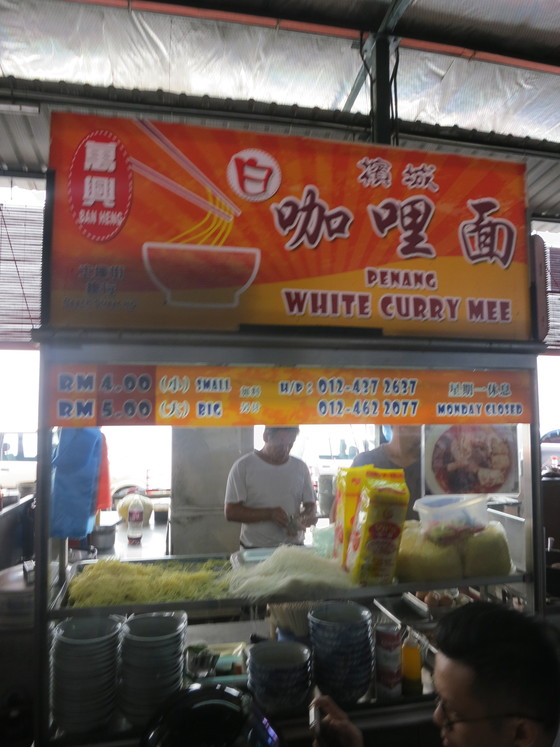 萬興
BAN HENG
白
檳城
咖哩面
PENANG
WHITE CURRY MEE
RM 4.00 (小) SMALL
RM 5.00 (大) BIG
H/P: 012-437 2637
012-462 2077
星期一休息
MONDAY CLOSED